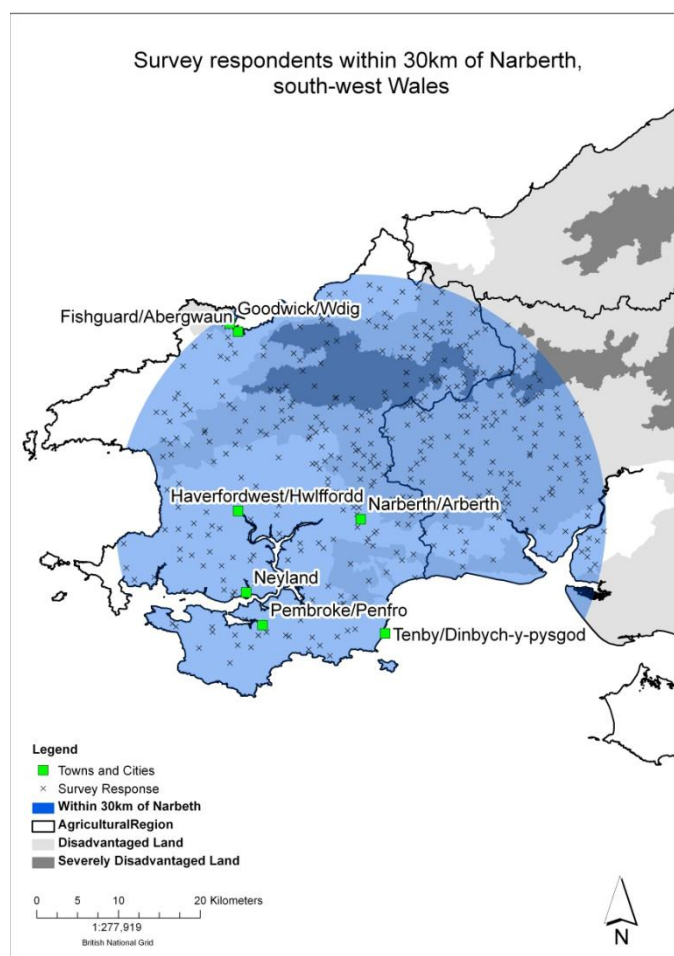 Survey respondents within 30km of Narberth,
south-west Wales
Goodwick/Wdig
Fishguard/Abergwaun
Haverfordwest/Hwlffordd
Narberth/Arberth
Neyland
Pembroke/Penfro
Tenby/Dinbych-y-pysgod
Legend
Towns and Cities
Survey Response
Within 30km of Narbeth
AgriculturalRegion
Disadvantaged Land
Severely Disadvantaged Land
0 5 10 20 Kilometers
1:277,919
British National Grid
N